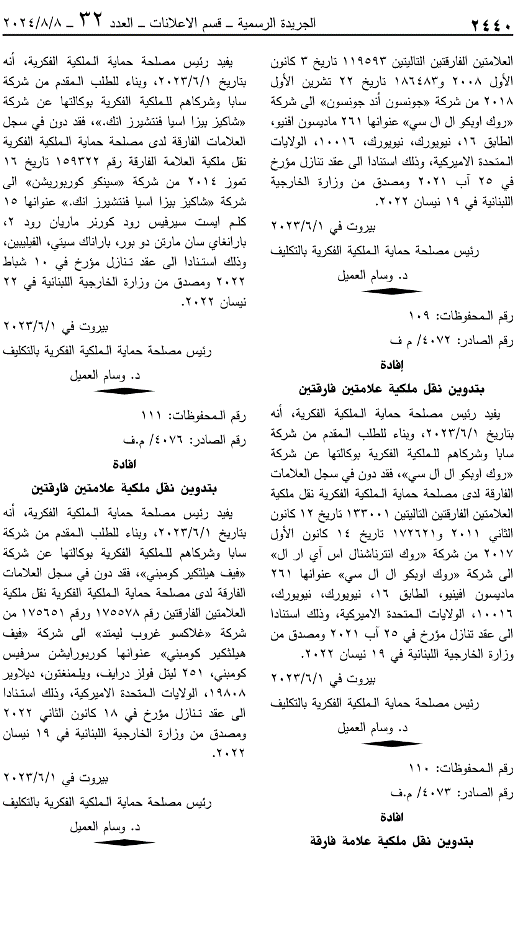 ٢٤٤٠
الجريدة الرسمية ـ قسم الاعلانات ـ العدد ٣٢ ـ ٢٠٢٤/٨/٨
العلامتين الفارقتين التاليتين ١١٩٥٩٣ تاريخ ٣ كانون
الأول ٢٠٠٨ و١٨٦٤٨٣ تاريخ ٢٢ تشرين الأول
٢٠١٨ من شركة «جونسون أند جونسون» الى شركة
«روك اوبكو ال ال سي» عنوانها ٢٦١ ماديسون افنيو،
الطابق ١٦، نيويورك، نيويورك، ١٠٠١٦، الولايات
المتحدة الاميركية، وذلك استنادا الى عقد تنازل مؤرخ
في ٢٥ آب ٢٠٢١ ومصدق من وزارة الخارجية
اللبنانية في ١٩ نيسان ٢٠٢٢.
بيروت في ٢٠٢٣/٦/١
رئيس مصلحة حماية الملكية الفكرية بالتكليف
د. وسام العميل
رقم المحفوظات: ١٠٩
رقم الصادر: ٤٠٧٢/ م ف
إفادة
بتدوين نقل ملكية علامتين فارقتين
يفيد رئيس مصلحة حماية الملكية الفكرية، أنه
بتاريخ ٢٠٢٣/٦/١، وبناء للطلب المقدم من شركة
سابا وشركاهم للملكية الفكرية بوكالتها عن شركة
«روك اوبكو ال ال سي»، فقد دون في سجل العلامات
الفارقة لدى مصلحة حماية الملكية الفكرية نقل ملكية
العلامتين الفارقتين التاليتين ١٣٣٠٠١ تاريخ ١٢ كانون
الثاني ٢٠١١ و١٧٢٦٢١ تاريخ ١٤ كانون الأول
٢٠١٧ من شركة «روك انترناشنال اس آي ار ال»
الى شركة «روك اوبكو ال ال سي» عنوانها ٢٦١
ماديسون افينيو، الطابق ١٦، نيويورك، نيويورك،
١٠٠١٦، الولايات المتحدة الاميركية، وذلك استنادا
الى عقد تنازل مؤرخ في ٢٥ آب ٢٠٢١ ومصدق من
وزارة الخارجية اللبنانية في ١٩ نيسان ٢٠٢٢.
بيروت في ٢٠٢٣/٦/١
رئيس مصلحة حماية الملكية الفكرية بالتكليف
د. وسام العميل
رقم المحفوظات: ١١٠
رقم الصادر: ٤٠٧٣/ م.ف
افادة
بتدوين نقل ملكية علامة فارقة
يفيد رئيس مصلحة حماية الملكية الفكرية، أنه
بتاريخ ٢٠٢٣/٦/١، وبناء للطلب المقدم من شركة
سابا وشركاهم للملكية الفكرية بوكالتها عن شركة
«شاكيز بيزا اسيا فنتشيرز انك.»، فقد دون في سجل
العلامات الفارقة لدى مصلحة حماية الملكية الفكرية
نقل ملكية العلامة الفارقة رقم ١٥٩٣٢٢ تاريخ ١٦
تموز ٢٠١٤ من شركة «سينكو كوربوريشن» الى
شركة «شاكيز بيزا اسيا فنتشيرز انك.» عنوانها ١٥
كلم ايست سيرفيس رود كورنر ماريان رود ٢،
بارانغاي سان مارتن دو بور، باراناك سيتي، الفيليبين،
وذلك استنادا الى عقد تنازل مؤرخ في ١٠ شباط
٢٠٢٢ ومصدق من وزارة الخارجية اللبنانية في ٢٢
نيسان ٢٠٢٢.
بيروت في ٢٠٢٣/٦/١
رئيس مصلحة حماية الملكية الفكرية بالتكليف
د. وسام العميل
رقم المحفوظات: ١١١
رقم الصادر: ٤٠٧٦/ م.ف
افادة
بتدوين نقل ملكية علامتين فارقتين
يفيد رئيس مصلحة حماية الملكية الفكرية، أنه
بتاريخ ٢٠٢٣/٦/١، وبناء للطلب المقدم من شركة
سابا وشركاهم للملكية الفكرية بوكالتها عن شركة
«فيف هيلثكير كومبني»، فقد دون في سجل العلامات
الفارقة لدى مصلحة حماية الملكية الفكرية نقل ملكية
العلامتين الفارقتين رقم ١٧٥٥٧٨ ورقم ١٧٥٦٥١ من
شركة «غلاكسو غروب ليمتد» الى شركة «فيف
هيلثكير كومبني» عنوانها كوربورايشن سرفيس
كومبني، ٢٥١ ليتل فولز درايف، ويلمنغتون، ديلاوير
١٩٨٠٨، الولايات المتحدة الاميركية، وذلك استنادا
الى عقد تنازل مؤرخ في ١٨ كانون الثاني ٢٠٢٢
ومصدق من وزارة الخارجية اللبنانية في ١٩ نيسان
٢٠٢٢.
بيروت في ٢٠٢٣/٦/١
رئيس مصلحة حماية الملكية الفكرية بالتكليف
د. وسام العميل